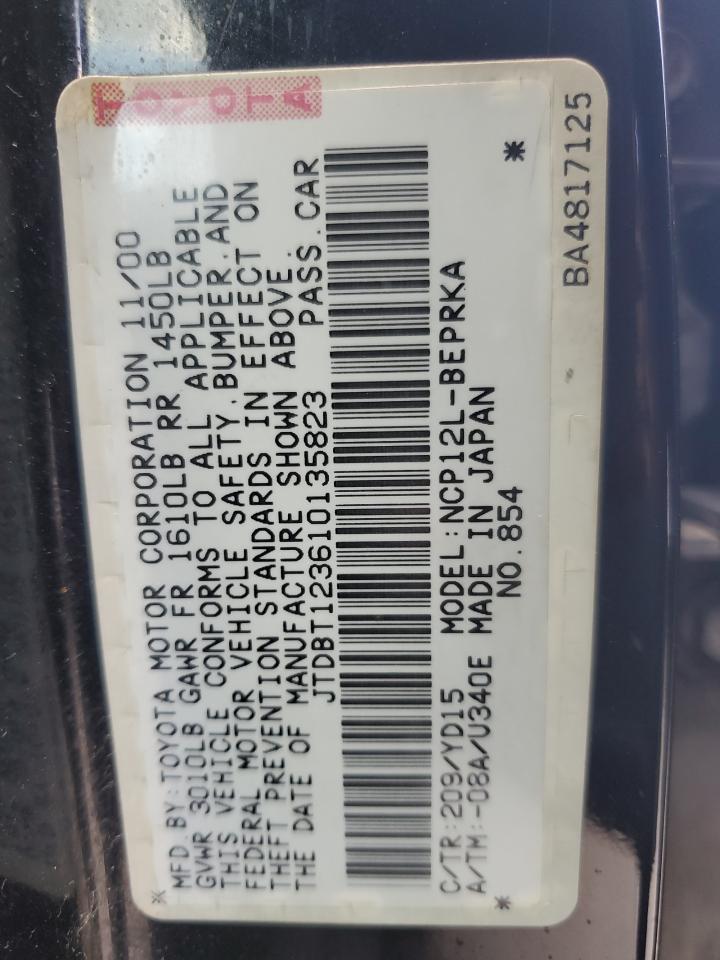 TOYOTA
MFD BY:TOYOTA MOTOR CORPORATION 11/00
GVWR 3010LB GAWR FR 1610LB RR 1450LB
THIS VEHICLE CONFORMS TO ALL APPLICABLE
FEDERAL MOTOR VEHICLE SAFETY,BUMPER,AND
THEFT PREVENTION STANDARDS IN EFFECT ON
THE DATE OF MANUFACTURE SHOWN ABOVE.
JTDBT123610135823 PASS.CAR
C/TR:209/YD15 MODEL:NCP12L-BEPRKA
A/TM:-08A/U340E MADE IN JAPAN
NO.854
BA4817125